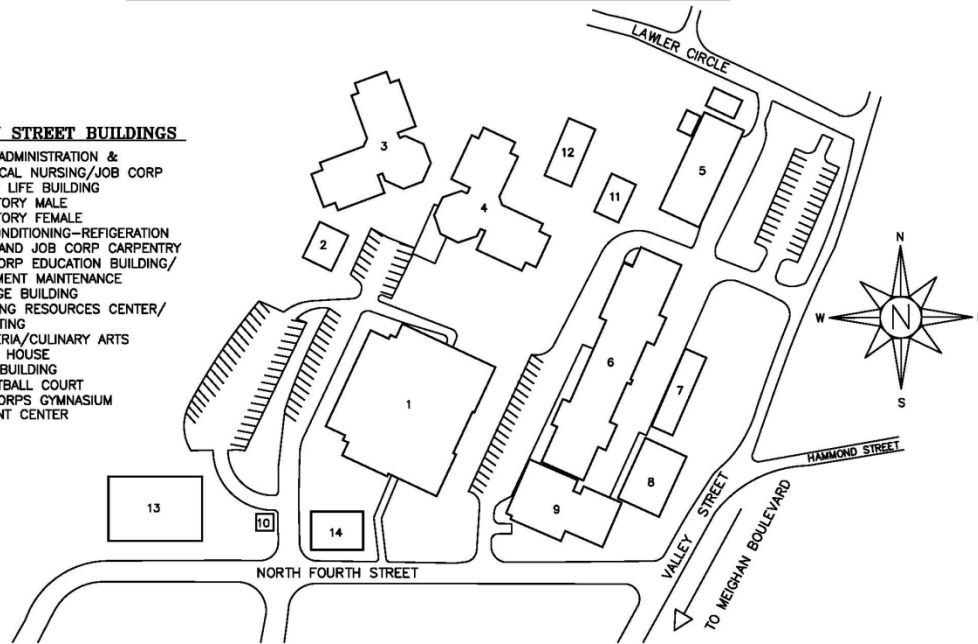 STREET BUILDINGS
ADMINISTRATION &
CAL NURSING/JOB CORP
LIFE BUILDING
TORY MALE
TORY FEMALE
NDITIONING-REFIGERATION
AND JOB CORP CARPENTRY
ORP EDUCATION BUILDING/
MENT MAINTENANCE
GE BUILDING
NG RESOURCES CENTER/
TING
ERIA/CULINARY ARTS
HOUSE
BUILDING
TBALL COURT
ORPS GYMNASIUM
NT CENTER
LAWLER CIRCLE
3
12
5
4
11
2
N
W
N
S
6
1
7
8
9
13
10
14
HAMMOND STREET
VALLEY STREET
NORTH FOURTH STREET
TO MEIGHAN BOULEVARD